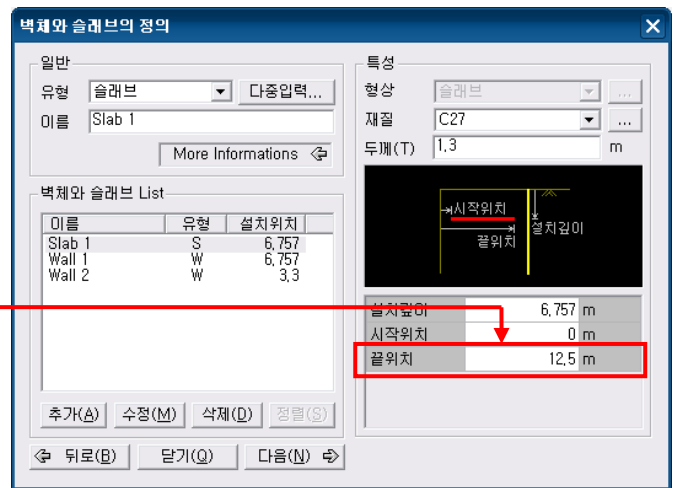 벽체와 슬래브의 정의
일반
유형 슬래브 다중입력...
이름 Slab 1
More Informations
벽체와 슬래브 List
이름 유형 설치위치
Slab 1 S 6,757
Wall 1 W 6,757
Wall 2 W 3,3
추가(A) 수정(M) 삭제(D) 정렬(S)
뒤로(B) 닫기(Q) 다음(N)
특성
형상 슬래브 ...
재질 C27 ...
두께(T) 1,3 m
시작위치
끝위치
설치깊이
설치깊이 6,757 m
시작위치 0 m
끝위치 12,5 m